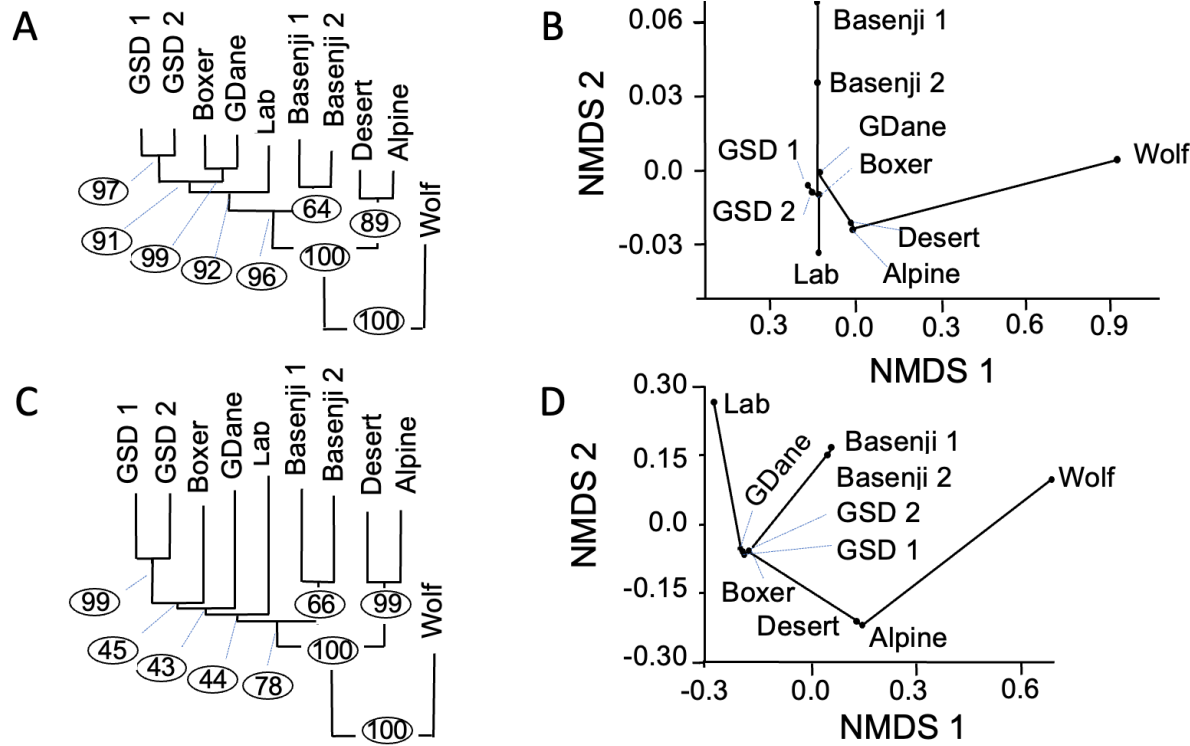 A
GSD 1
GSD 2
Boxer
GDane
Lab
Basenji 1
Basenji 2
Desert
Alpine
Wolf
97
91
99
92
96
64
89
100
100
B
NMDS 2
0.06
0.03
0.0
-0.03
Basenji 1
Basenji 2
GDane
GSD 1
Boxer
Wolf
GSD 2
Desert
Lab
Alpine
0.3
0.0
0.3
0.6
0.9
NMDS 1
C
GSD 1
GSD 2
Boxer
GDane
Lab
Basenji 1
Basenji 2
Desert
Alpine
Wolf
99
45
43
44
78
66
99
100
100
D
NMDS 2
0.30
0.15
0.0
-0.15
-0.30
Lab
GDane
Basenji 1
Basenji 2
Wolf
GSD 2
GSD 1
Boxer
Desert
Alpine
-0.3
0.0
0.3
0.6
NMDS 1